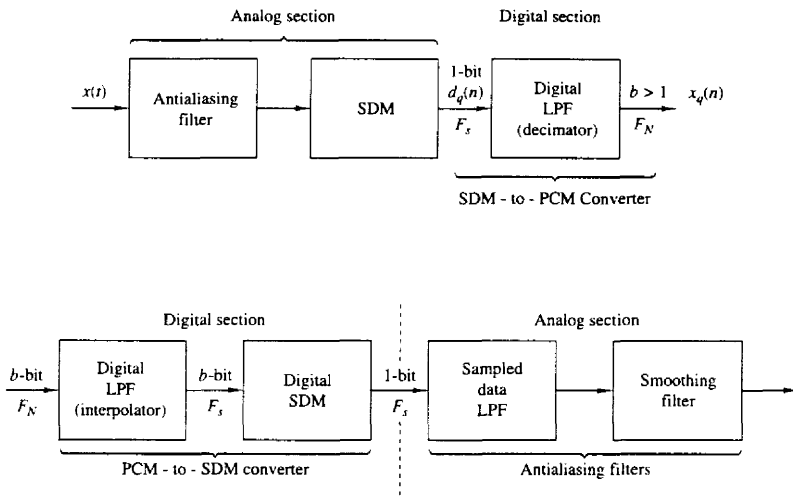 Analog section
Digital section
x(t)
Antialiasing
filter
SDM
1-bit
d_q(n)
F_s
Digital
LPF
(decimator)
b > 1
F_N
x_q(n)
SDM - to - PCM Converter
Digital section
Analog section
b-bit
F_N
Digital
LPF
(interpolator)
b-bit
F_s
Digital
SDM
1-bit
F_s
Sampled
data
LPF
Smoothing
filter
PCM - to - SDM converter
Antialiasing filters